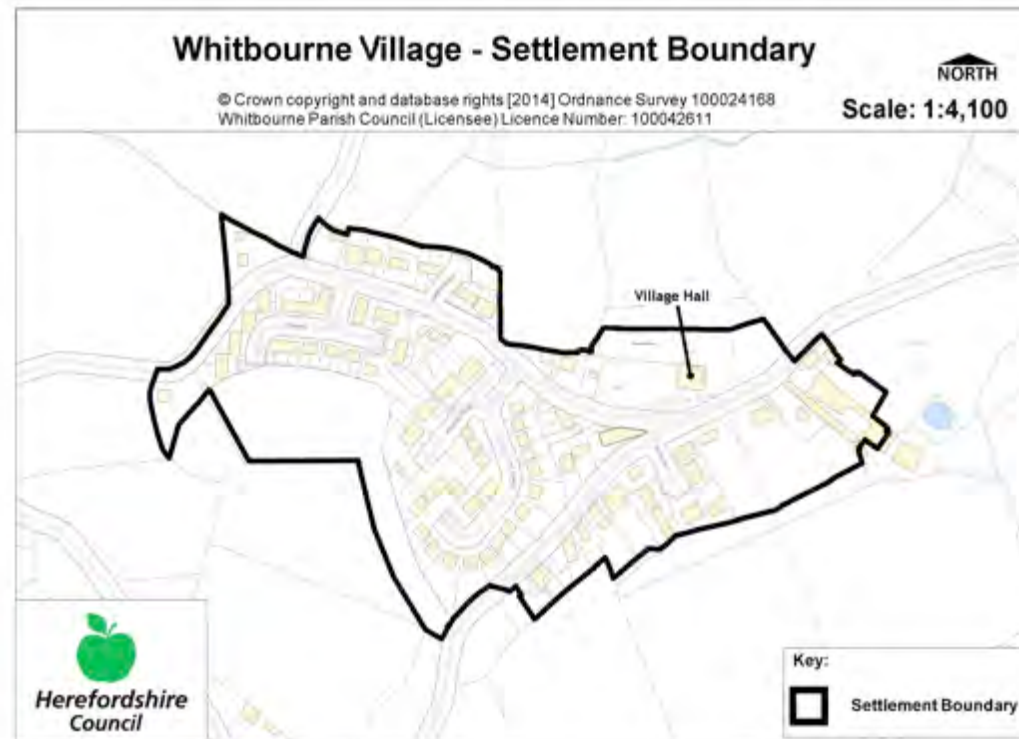 Whitbourne Village - Settlement Boundary
© Crown copyright and database rights [2014] Ordnance Survey 100024168
Whitbourne Parish Council (Licensee) Licence Number: 100042611
NORTH
Scale: 1:4,100
Village Hall
Herefordshire
Council
Key:
Settlement Boundary